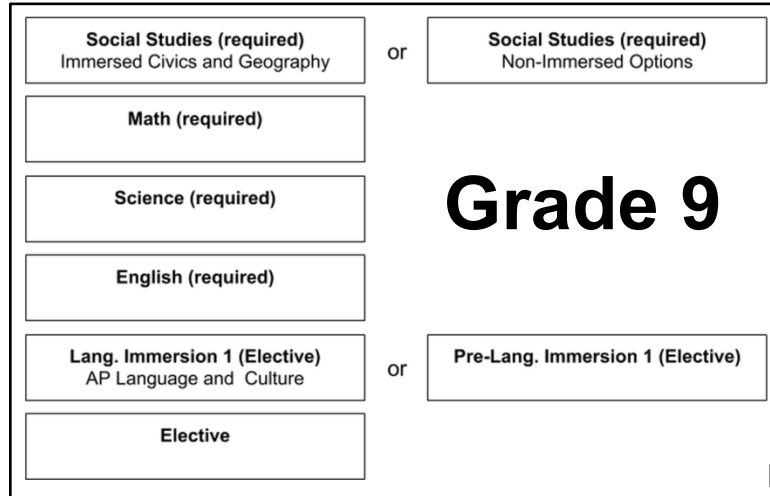 Social Studies (required)
Immersed Civics and Geography
or
Social Studies (required)
Non-Immersed Options
Math (required)
Science (required)
Grade 9
English (required)
Lang. Immersion 1 (Elective)
AP Language and Culture
or
Pre-Lang. Immersion 1 (Elective)
Elective